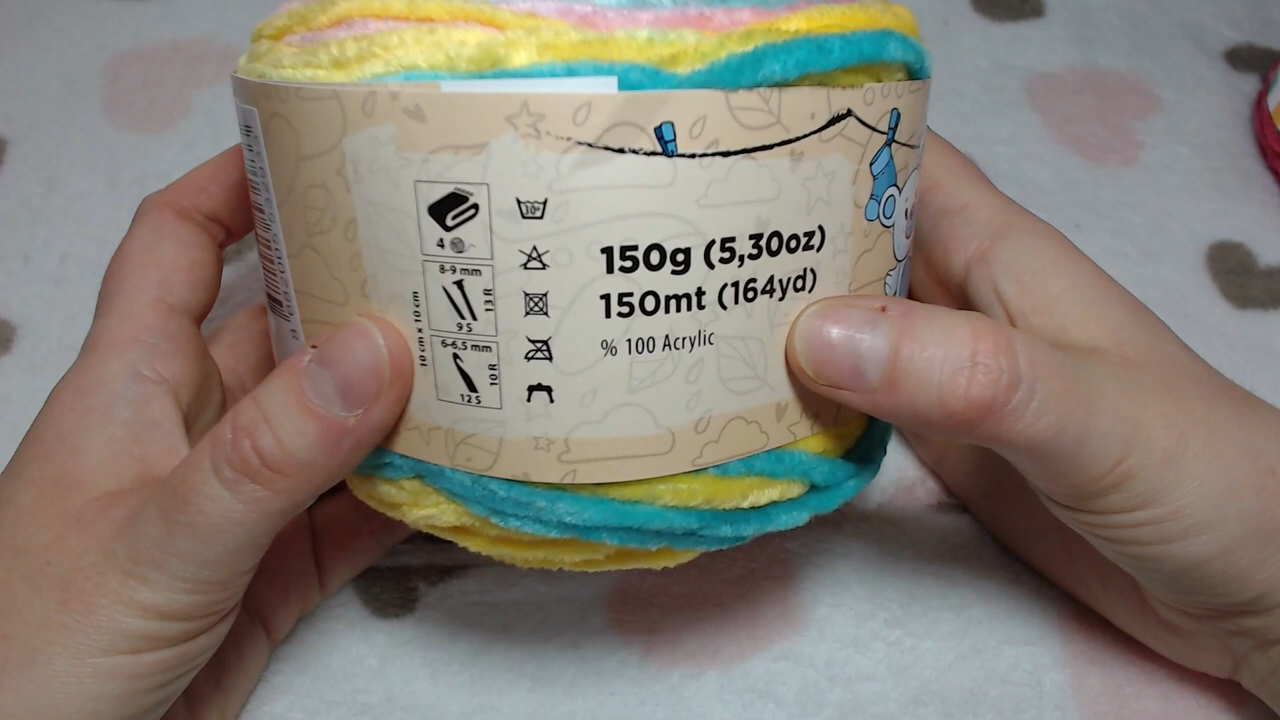 4
8-9 mm
13 R
9 S
10 cm x 10 cm
6-6,5 mm
10 R
12 S
30°
150g (5,30oz)
150mt (164yd)
% 100 Acrylic